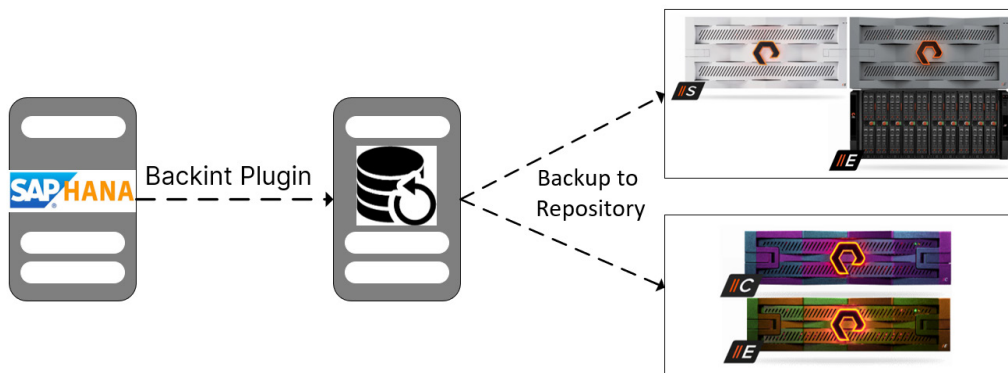 SAP HANA
®
Backint Plugin
Backup to
Repository
//S
//E
//C
//E